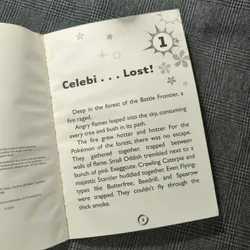 1
Celebi . . . Lost!
Deep in the forest of the Battle Frontier, a
fire raged.
Angry flames leaped into the sky, consuming
every tree and bush in its path.
The fire grew hotter and hotter. For the
Pokémon of the forest, there was no escape.
They gathered together, trapped between
walls of flame. Small Oddish trembled next to a
bunch of pink Exeggcute. Crawling Caterpie and
majestic Stantler huddled together. Even Flying-
types like Butterfree, Beedrill, and Spearow
were trapped. They couldn't fly through the
thick smoke.